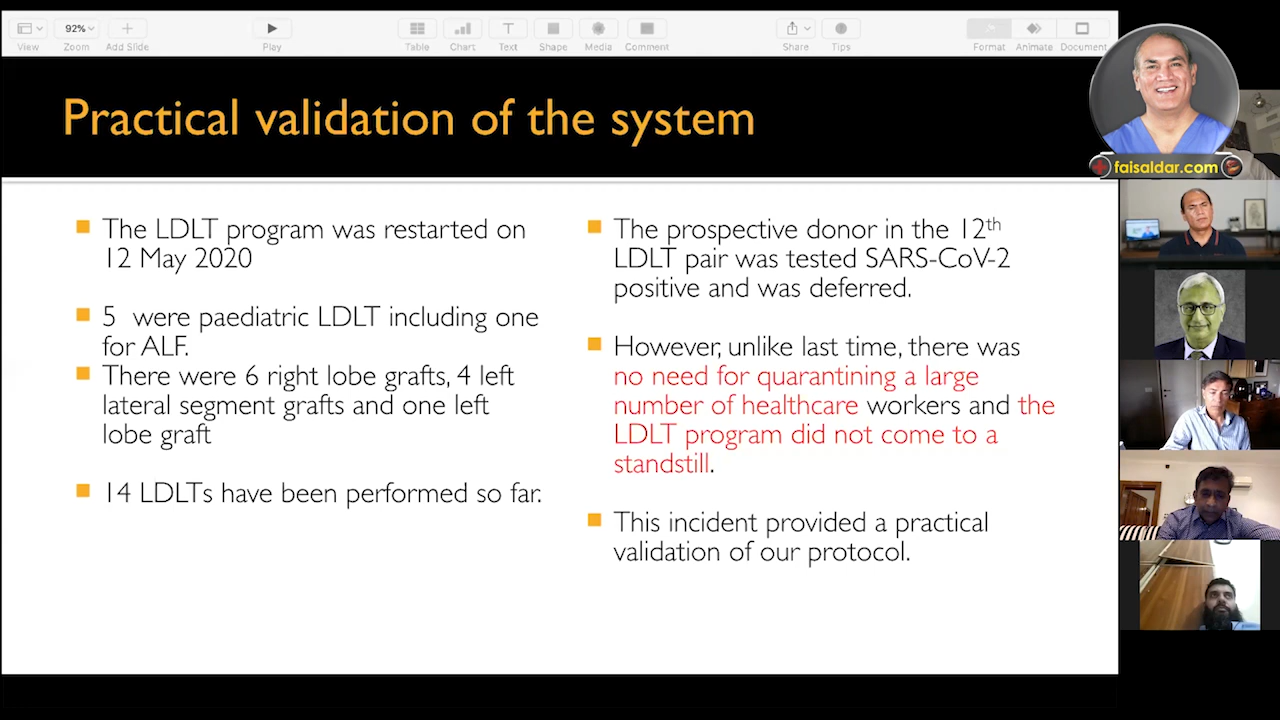 View
92%
Zoom
Add Slide
Play
Table
Chart
Text
Shape
Media
Comment
Share
Tips
Format
Animate
Document
faisaldar.com
Practical validation of the system
The LDLT program was restarted on
12 May 2020
5 were paediatric LDLT including one
for ALF.
There were 6 right lobe grafts, 4 left
lateral segment grafts and one left
lobe graft
14 LDLTs have been performed so far.
The prospective donor in the 12th
LDLT pair was tested SARS-CoV-2
positive and was deferred.
However, unlike last time, there was
no need for quarantining a large
number of healthcare workers and the
LDLT program did not come to a
standstill.
This incident provided a practical
validation of our protocol.